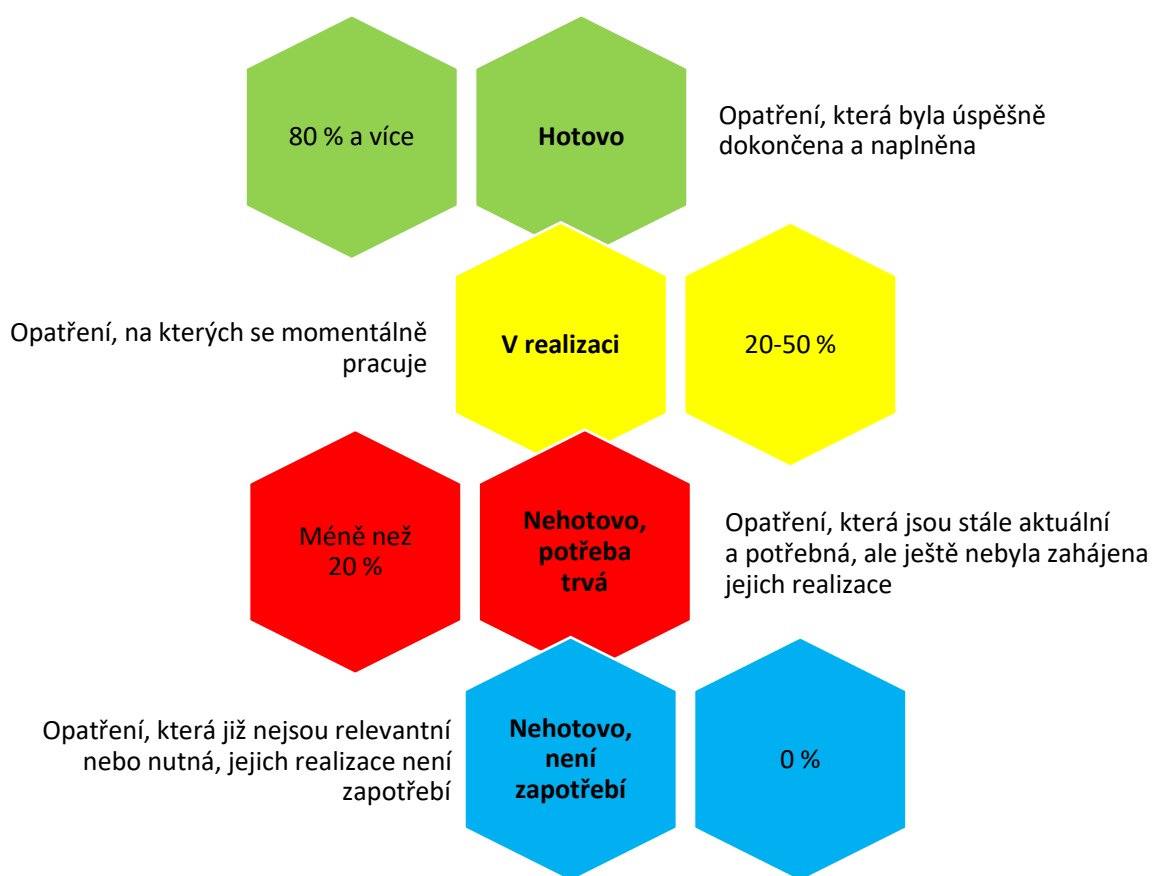 80 % a více
Hotovo
Opatření, která byla úspěšně
dokončena a naplněna
Opatření, na kterých se momentálně
pracuje
V realizaci
20-50 %
Méně než
20 %
Nehotovo,
potřeba
trvá
Opatření, která jsou stále aktuální
a potřebná, ale ještě nebyla zahájena
jejich realizace
Opatření, která již nejsou relevantní
nebo nutná, jejich realizace není
zapotřebí
Nehotovo,
není
zapotřebí
0 %